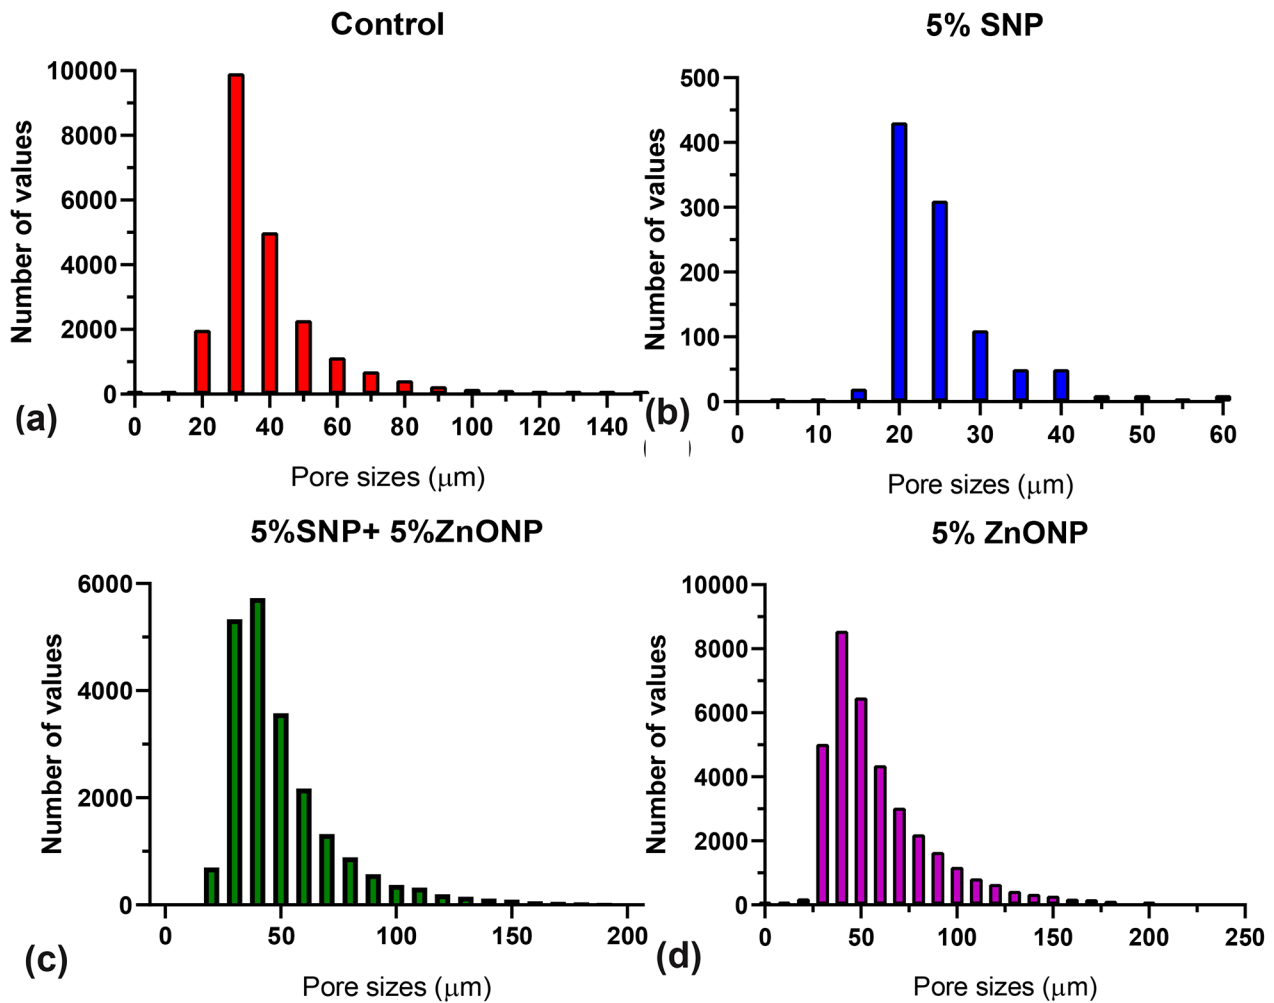 Control
Number of values
10000
8000
6000
4000
2000
0
0 20 40 60 80 100 120 140
Pore sizes (μm)
(a)
5% SNP
Number of values
500
400
300
200
100
0
0 10 20 30 40 50 60
Pore sizes (μm)
(b)
5%SNP+ 5%ZnONP
Number of values
6000
4000
2000
0
0 50 100 150 200
Pore sizes (μm)
(c)
5% ZnONP
Number of values
10000
8000
6000
4000
2000
0
0 50 100 150 200 250
Pore sizes (μm)
(d)